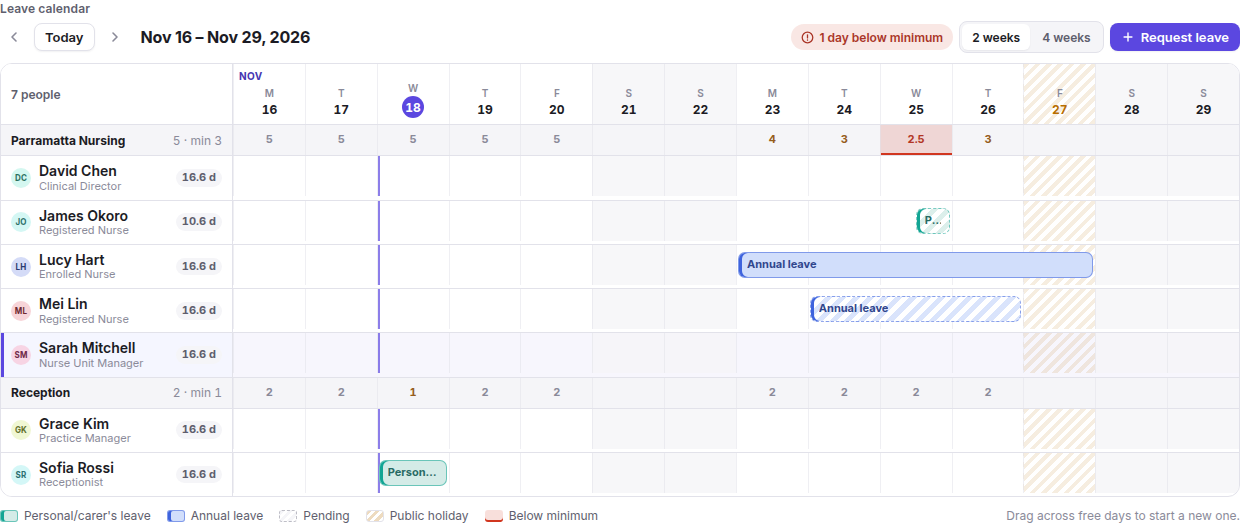 Leave calendar
Today
Nov 16 – Nov 29, 2026
1 day below minimum
2 weeks
4 weeks
Request leave
7 people
NOV
M T W T F S S M T W T F S S
16 17 18 19 20 21 22 23 24 25 26 27 28 29
Parramatta Nursing 5 · min 3 5 5 5 5 5 4 3 2.5 3
DC David Chen 16.6 d
Clinical Director
JO James Okoro 10.6 d P...
Registered Nurse
LH Lucy Hart 16.6 d Annual leave
Enrolled Nurse
ML Mei Lin 16.6 d Annual leave
Registered Nurse
SM Sarah Mitchell 16.6 d
Nurse Unit Manager
Reception 2 · min 1 2 2 1 2 2 2 2 2 2
GK Grace Kim 16.6 d
Practice Manager
SR Sofia Rossi 16.6 d Person...
Receptionist
Personal/carer's leave Annual leave Pending Public holiday Below minimum Drag across free days to start a new one.